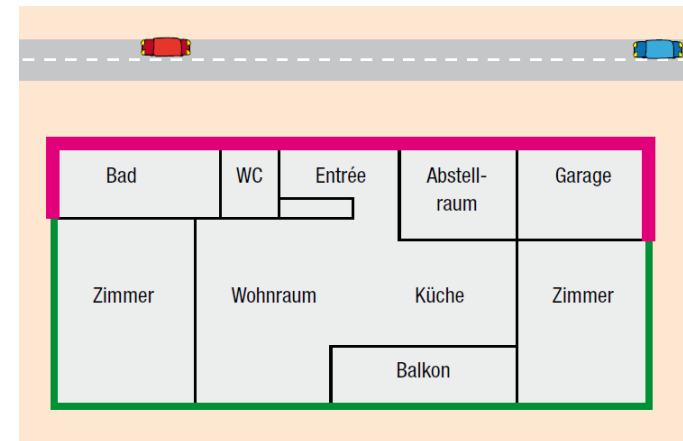 Bad
WC
Entrée
Abstell-
raum
Garage
Zimmer
Wohnraum
Küche
Zimmer
Balkon